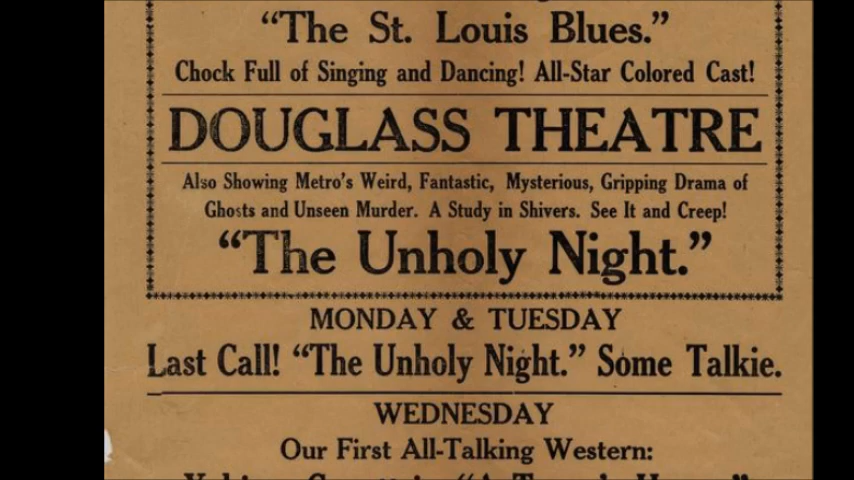 "The St. Louis Blues."
Chock Full of Singing and Dancing! All-Star Colored Cast!
DOUGLASS THEATRE
Also Showing Metro's Weird, Fantastic, Mysterious, Gripping Drama of
Ghosts and Unseen Murder. A Study in Shivers. See It and Creep!
"The Unholy Night."
MONDAY & TUESDAY
Last Call! "The Unholy Night." Some Talkie.
WEDNESDAY
Our First All-Talking Western: